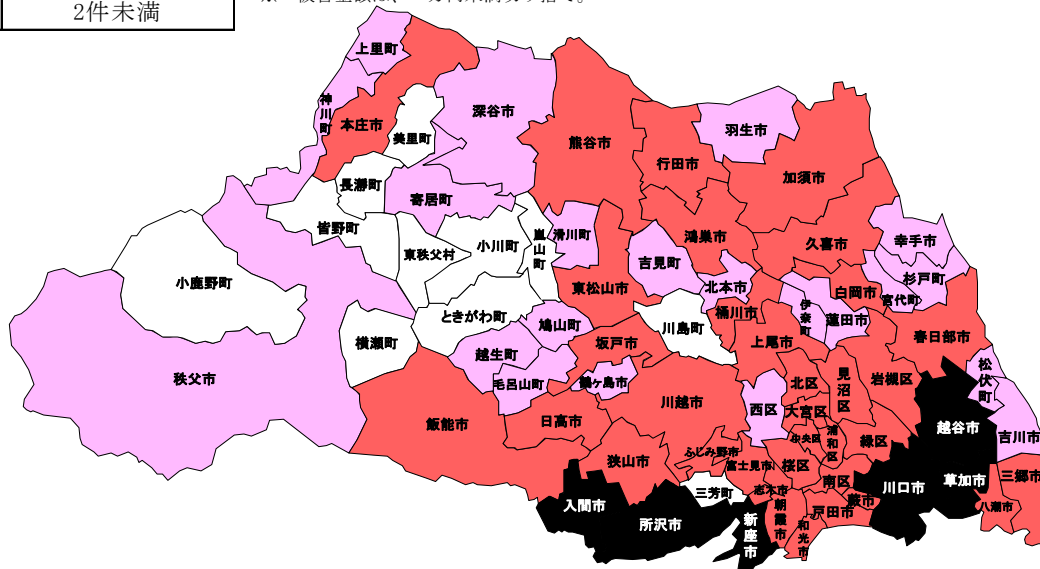 2件未満
上里町
神川町
本庄市
美里町
深谷市
熊谷市
行田市
羽生市
加須市
長瀞町
寄居町
皆野町
東秩父村
小川町
嵐山町
滑川町
吉見町
鴻巣市
久喜市
幸手市
杉戸町
宮代町
小鹿野町
東松山市
北本市
白岡市
伊奈町
蓮田市
桶川市
ときがわ町
鳩山町
川島町
春日部市
横瀬町
越生町
坂戸市
上尾市
秩父市
毛呂山町
鶴ヶ島市
川越市
北区
見沼区
岩槻区
松伏町
西区
大宮区
飯能市
日高市
中央区
浦和区
緑区
越谷市
吉川市
狭山市
ふじみ野市
富士見市
桜区
南区
川口市
草加市
三郷市
入間市
三芳町
志木市
蕨市
八潮市
所沢市
新座市
朝霞市
和光市
戸田市